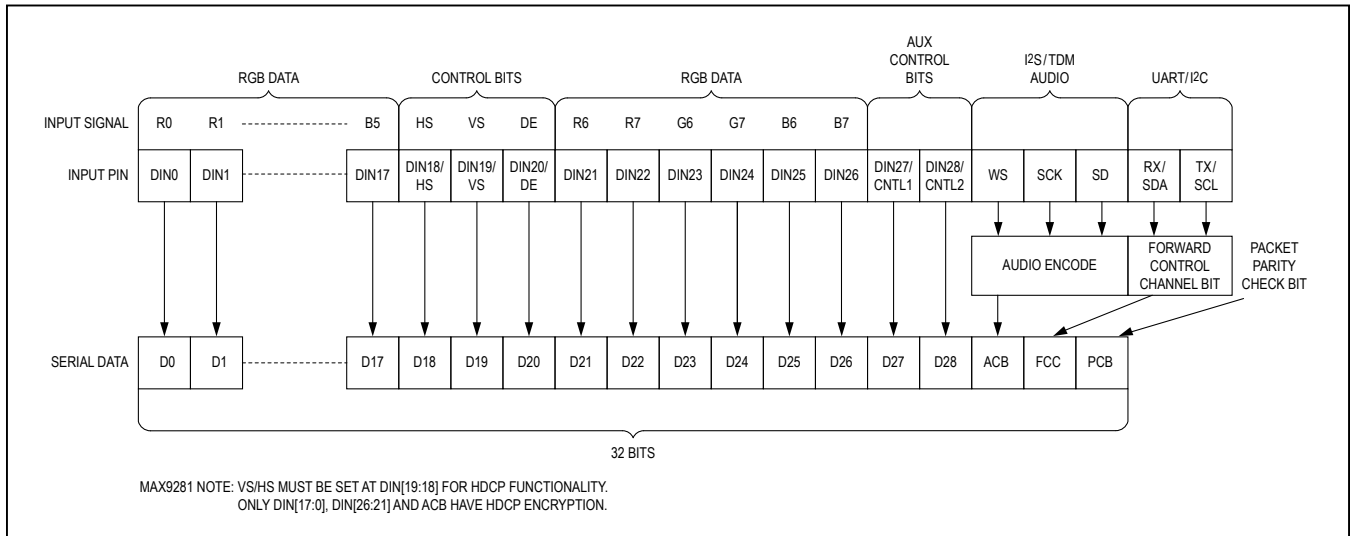 AUX
CONTROL
BITS
I²S/TDM
AUDIO
RGB DATA
CONTROL BITS
RGB DATA
UART/I²C
INPUT SIGNAL R0 R1 B5 HS VS DE R6 R7 G6 G7 B6 B7
INPUT PIN DIN0 DIN1 DIN17 DIN18/HS DIN19/VS DIN20/DE DIN21 DIN22 DIN23 DIN24 DIN25 DIN26 DIN27/CNTL1 DIN28/CNTL2 WS SCK SD RX/SDA TX/SCL
AUDIO ENCODE
FORWARD
CONTROL
CHANNEL BIT
PACKET
PARITY
CHECK BIT
SERIAL DATA D0 D1 D17 D18 D19 D20 D21 D22 D23 D24 D25 D26 D27 D28 ACB FCC PCB
32 BITS
MAX9281 NOTE: VS/HS MUST BE SET AT DIN[19:18] FOR HDCP FUNCTIONALITY.
ONLY DIN[17:0], DIN[26:21] AND ACB HAVE HDCP ENCRYPTION.